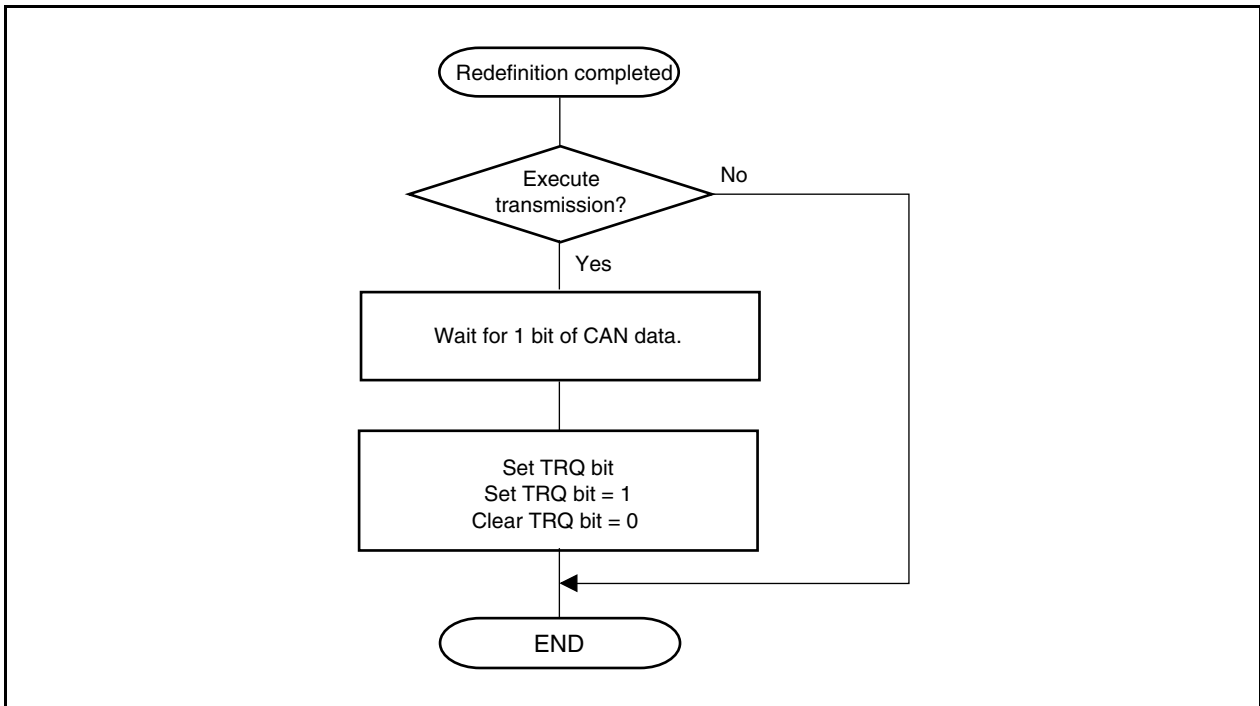 Redefinition completed
Execute
transmission?
No
Yes
Wait for 1 bit of CAN data.
Set TRQ bit
Set TRQ bit = 1
Clear TRQ bit = 0
END